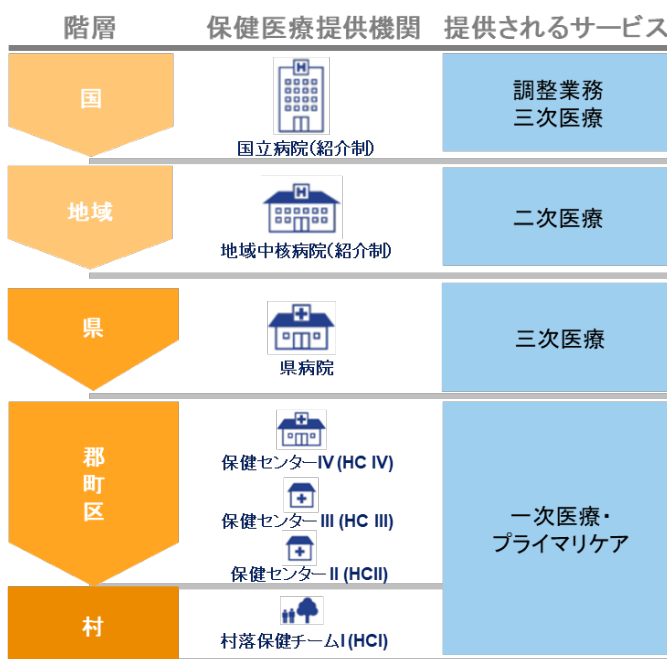 階層 保健医療提供機関 提供されるサービス
国
H
国立病院(紹介制)
調整業務
三次医療
地域
H
地域中核病院(紹介制)
二次医療
県
県病院
三次医療
郡
町
区
保健センターIV (HC IV)
保健センターIII (HC III)
保健センターII (HCII)
一次医療・
プライマリケア
村
村落保健チームI (HCI)